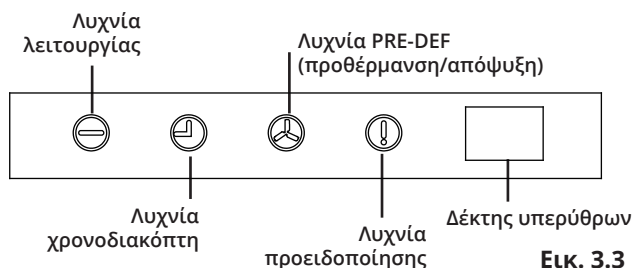 Λυχνία
λειτουργίας
Λυχνία PRE-DEF
(προθέρμανση/απόψυξη)
Λυχνία
χρονοδιακόπτη
Λυχνία
προειδοποίησης
Δέκτης υπερύθρων
Εικ. 3.3